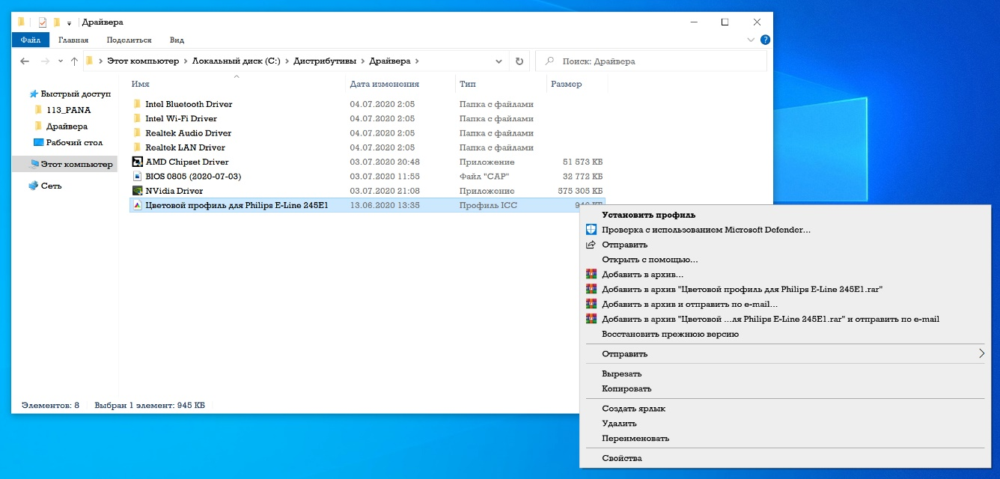 Драйвера
Файл Главная Поделиться Вид
Этот компьютер Локальный диск (C:) Дистрибутивы Драйвера Поиск: Драйвера
Имя Дата изменения Тип Размер
Быстрый доступ
113_PANA
Драйвера
Рабочий стол
Этот компьютер
Сеть
Intel Bluetooth Driver 04.07.2020 2:05 Папка с файлами
Intel Wi-Fi Driver 04.07.2020 2:05 Папка с файлами
Realtek Audio Driver 04.07.2020 2:05 Папка с файлами
Realtek LAN Driver 04.07.2020 2:05 Папка с файлами
AMD Chipset Driver 03.07.2020 20:48 Приложение 51 573 КБ
BIOS 0805 (2020-07-03) 03.07.2020 11:55 Файл "CAP" 32 772 КБ
NVidia Driver 03.07.2020 21:08 Приложение 575 305 КБ
Цветовой профиль для Philips E-Line 245E1 13.06.2020 13:35 Профиль ICC
Установить профиль
Проверка с использованием Microsoft Defender...
Отправить
Открыть с помощью...
Добавить в архив...
Добавить в архив "Цветовой профиль для Philips E-Line 245E1.rar"
Добавить в архив и отправить по e-mail...
Добавить в архив "Цветовой ...ля Philips E-Line 245E1.rar" и отправить по e-mail
Восстановить прежнюю версию
Отправить
Вырезать
Копировать
Создать ярлык
Удалить
Переименовать
Свойства
Элементов: 8 Выбран 1 элемент: 945 КБ